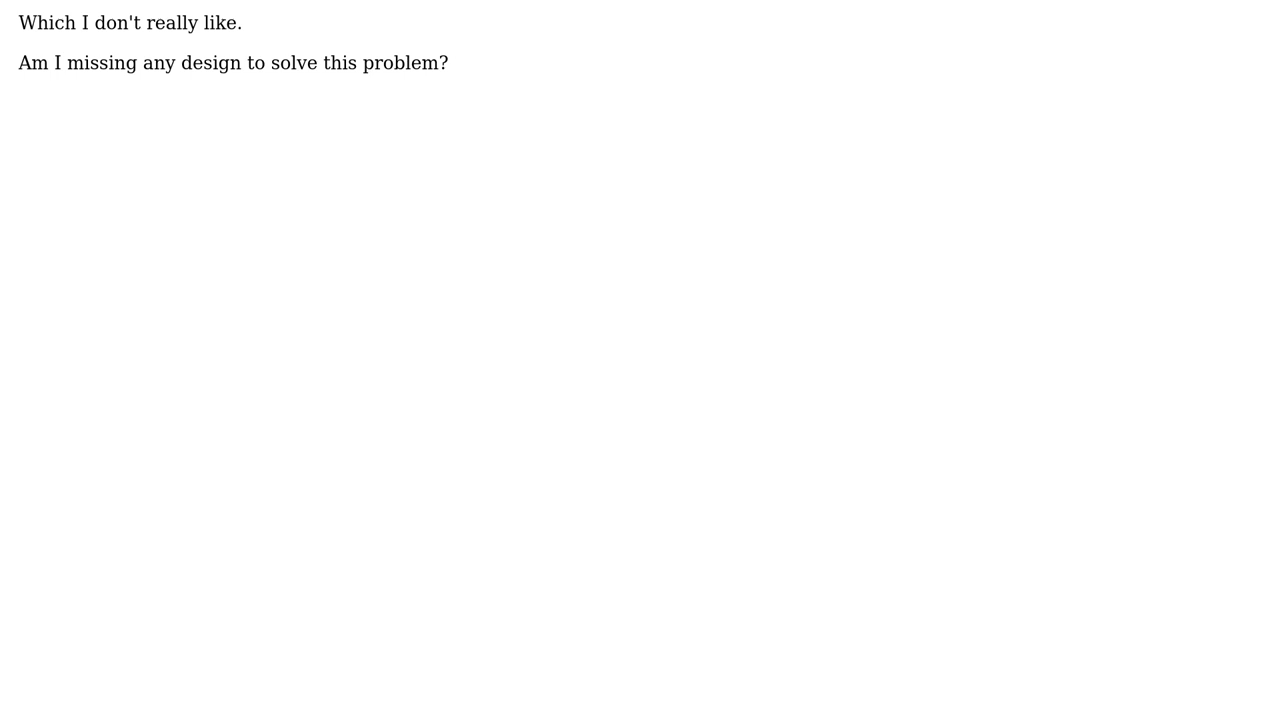 Which I don't really like.
Am I missing any design to solve this problem?